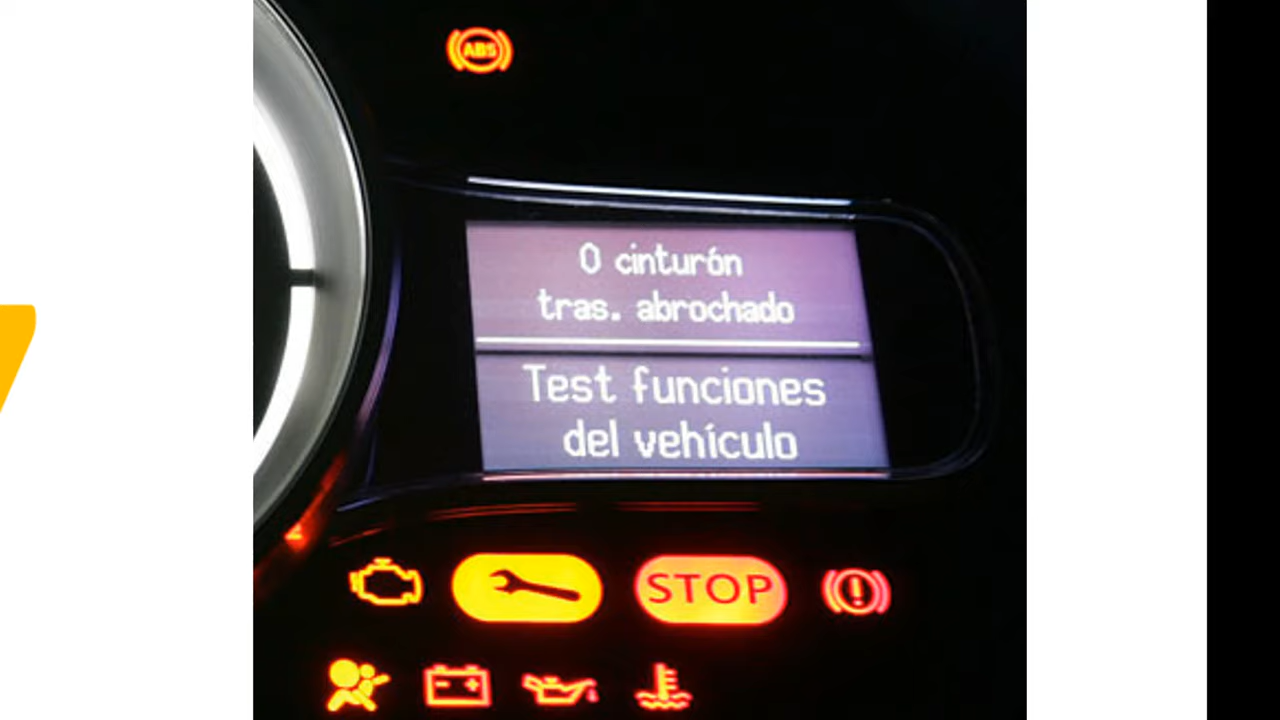 ABS
0 cinturón
tras. abrochado
Test funciones
del vehículo
STOP